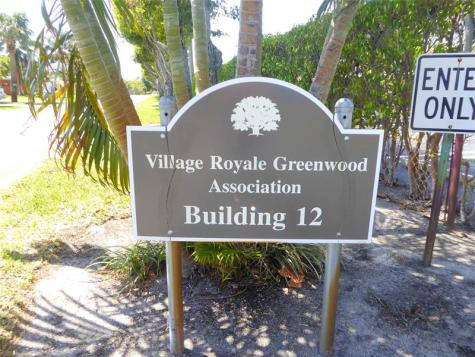 Village Royale Greenwood
Association
Building 12
ENTE
ONLY